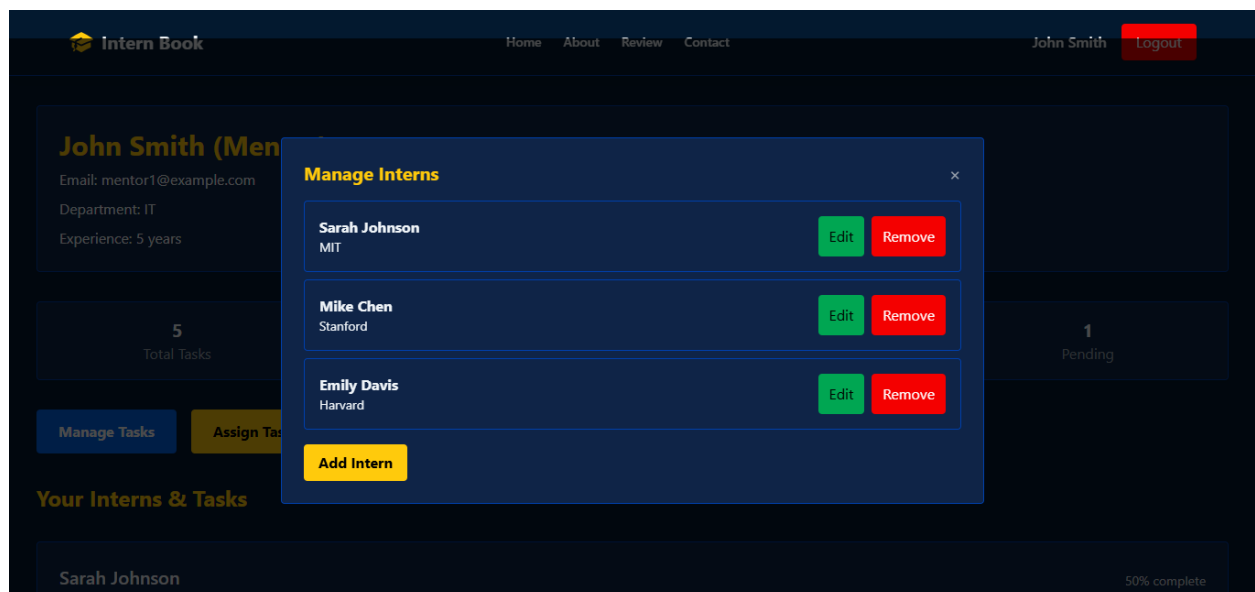 Intern Book
Home About Review Contact
John Smith Logout
John Smith (Men
Email: mentor1@example.com
Department: IT
Experience: 5 years
Manage Interns
×
Sarah Johnson
MIT
Edit Remove
Mike Chen
Stanford
Edit Remove
Emily Davis
Harvard
Edit Remove
Add Intern
5
Total Tasks
1
Pending
Manage Tasks
Assign Tas
Your Interns & Tasks
Sarah Johnson
50% complete